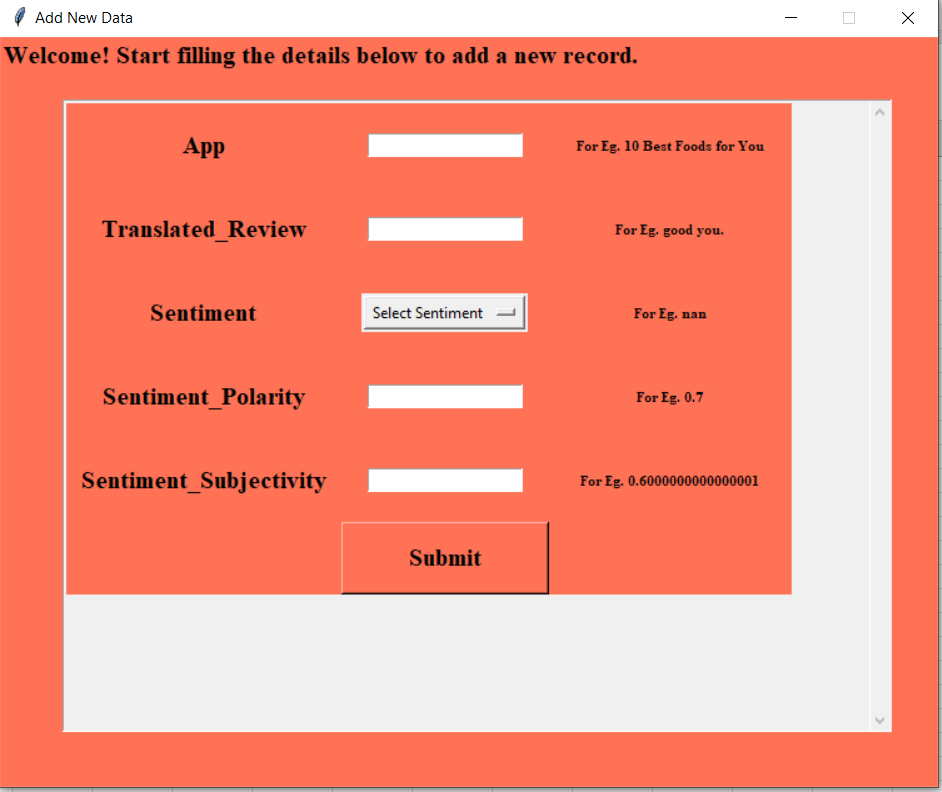 Add New Data
Welcome! Start filling the details below to add a new record.
App For Eg. 10 Best Foods for You
Translated_Review For Eg. good you.
Sentiment Select Sentiment For Eg. nan
Sentiment_Polarity For Eg. 0.7
Sentiment_Subjectivity For Eg. 0.6000000000000001
Submit